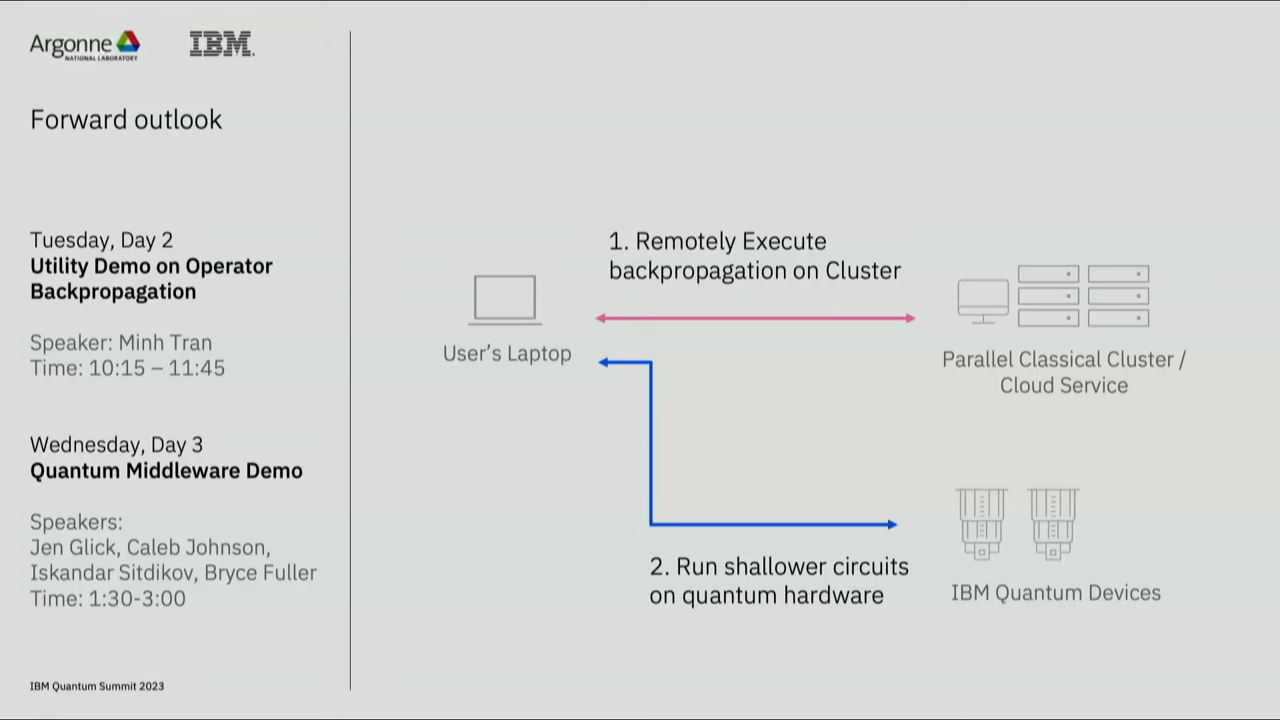 Argonne
NATIONAL LABORATORY
IBM
Forward outlook
Tuesday, Day 2
Utility Demo on Operator
Backpropagation
Speaker: Minh Tran
Time: 10:15 – 11:45
Wednesday, Day 3
Quantum Middleware Demo
Speakers:
Jen Glick, Caleb Johnson,
Iskandar Sitdikov, Bryce Fuller
Time: 1:30-3:00
IBM Quantum Summit 2023
1. Remotely Execute
backpropagation on Cluster
User's Laptop
Parallel Classical Cluster /
Cloud Service
2. Run shallower circuits
on quantum hardware
IBM Quantum Devices